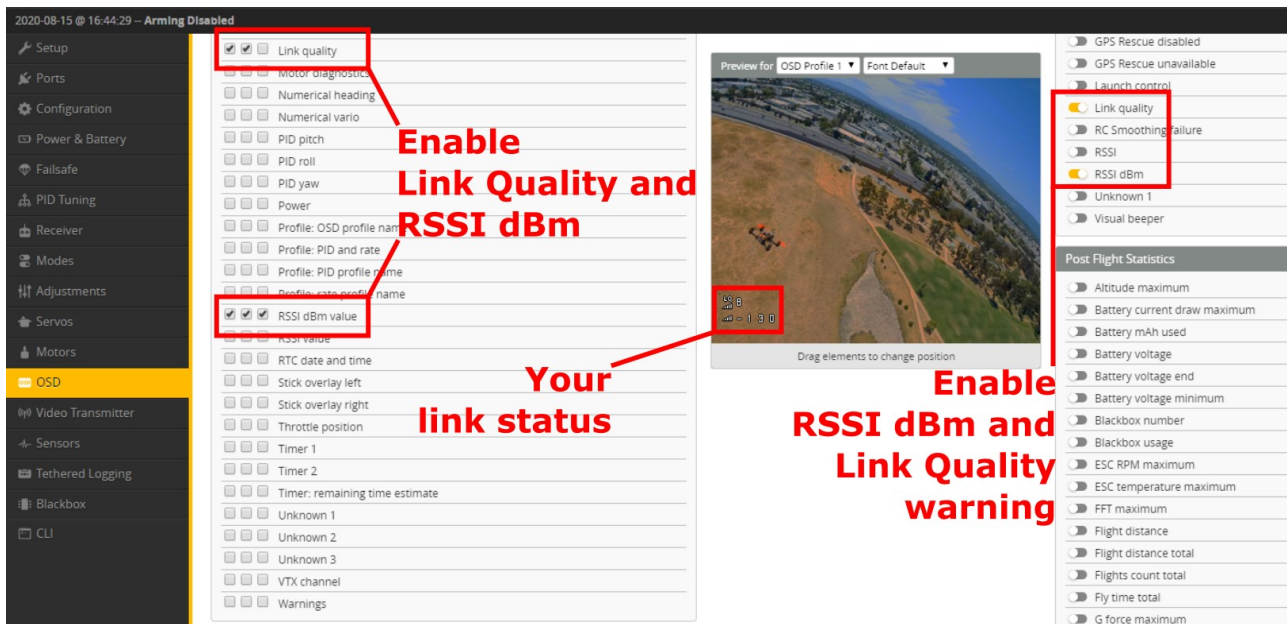 2020-08-15 @ 16:44:29 -- Arming Disabled
Setup
Ports
Configuration
Power & Battery
Failsafe
PID Tuning
Receiver
Modes
Adjustments
Servos
Motors
OSD
Video Transmitter
Sensors
Tethered Logging
Blackbox
CLI
Link quality
Motor diagnostics
Numerical heading
Numerical vario
PID pitch
PID roll
PID yaw
Power
Profile: OSD profile name
Profile: PID and rate
Profile: PID profile name
Profile: rate profile name
RSSI dBm value
RSSI value
RTC date and time
Stick overlay left
Stick overlay right
Throttle position
Timer 1
Timer 2
Timer: remaining time estimate
Unknown 1
Unknown 2
Unknown 3
VTX channel
Warnings
Enable
Link Quality and
RSSI dBm
Your
link status
Preview for OSD Profile 1 Font Default
LQ 8
-130
Drag elements to change position
Enable
RSSI dBm and
Link Quality
warning
GPS Rescue disabled
GPS Rescue unavailable
Launch control
Link quality
RC Smoothing failure
RSSI
RSSI dBm
Unknown 1
Visual beeper
Post Flight Statistics
Altitude maximum
Battery current draw maximum
Battery mAh used
Battery voltage
Battery voltage end
Battery voltage minimum
Blackbox number
Blackbox usage
ESC RPM maximum
ESC temperature maximum
FFT maximum
Flight distance
Flight distance total
Flights count total
Fly time total
G force maximum